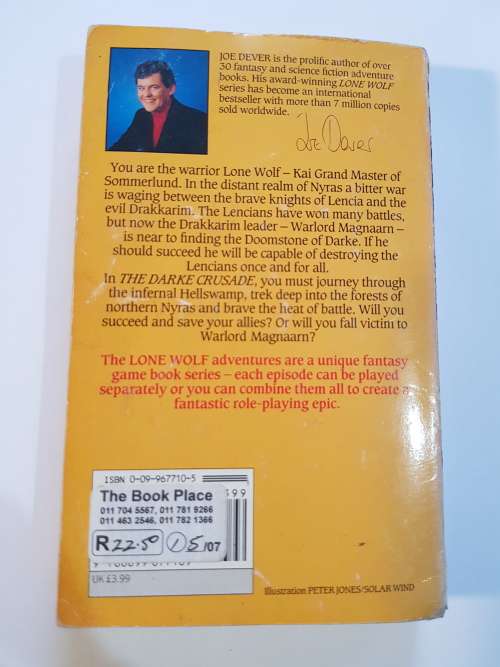 JOE DEVER is the prolific author of over
30 fantasy and science fiction adventure
books. His award-winning LONE WOLF
series has become an international
bestseller with more than 7 million copies
sold worldwide.
Joe Dever
You are the warrior Lone Wolf – Kai Grand Master of
Sommerlund. In the distant realm of Nyras a bitter war
is waging between the brave knights of Lencia and the
evil Drakkarim. The Lencians have won many battles,
but now the Drakkarim leader – Warlord Magnaarn –
is near to finding the Doomstone of Darke. If he
should succeed he will be capable of destroying the
Lencians once and for all.
In THE DARKE CRUSADE, you must journey through
the infernal Hellswamp, trek deep into the forests of
northern Nyras and brave the heat of battle. Will you
succeed and save your allies? Or will you fall victim to
Warlord Magnaarn?
The LONE WOLF adventures are a unique fantasy
game book series – each episode can be played
separately or you can combine them all to create a
fantastic role-playing epic.
ISBN 0-09-967710-5
The Book Place
011 704 5567, 011 781 9266
011 463 2546, 011 782 1366
R22.50 1 5/07
UK £3.99
Illustration PETER JONES/SOLAR WIND